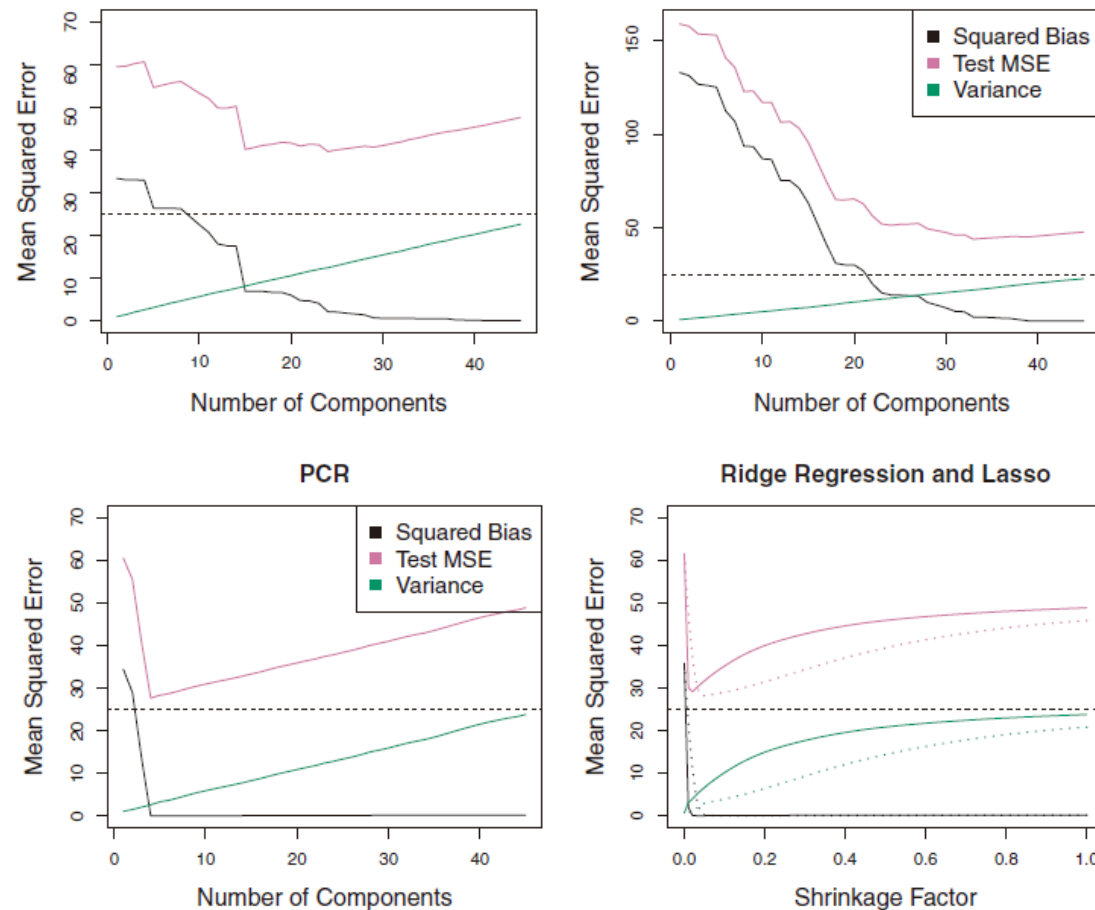 70
60
50
40
30
20
10
0
Mean Squared Error
0 10 20 30 40
Number of Components
150
100
50
0
Mean Squared Error
Squared Bias
Test MSE
Variance
0 10 20 30 40
Number of Components
PCR
70
60
50
40
30
20
10
0
Mean Squared Error
Squared Bias
Test MSE
Variance
0 10 20 30 40
Number of Components
Ridge Regression and Lasso
70
60
50
40
30
20
10
0
Mean Squared Error
0.0 0.2 0.4 0.6 0.8 1.0
Shrinkage Factor